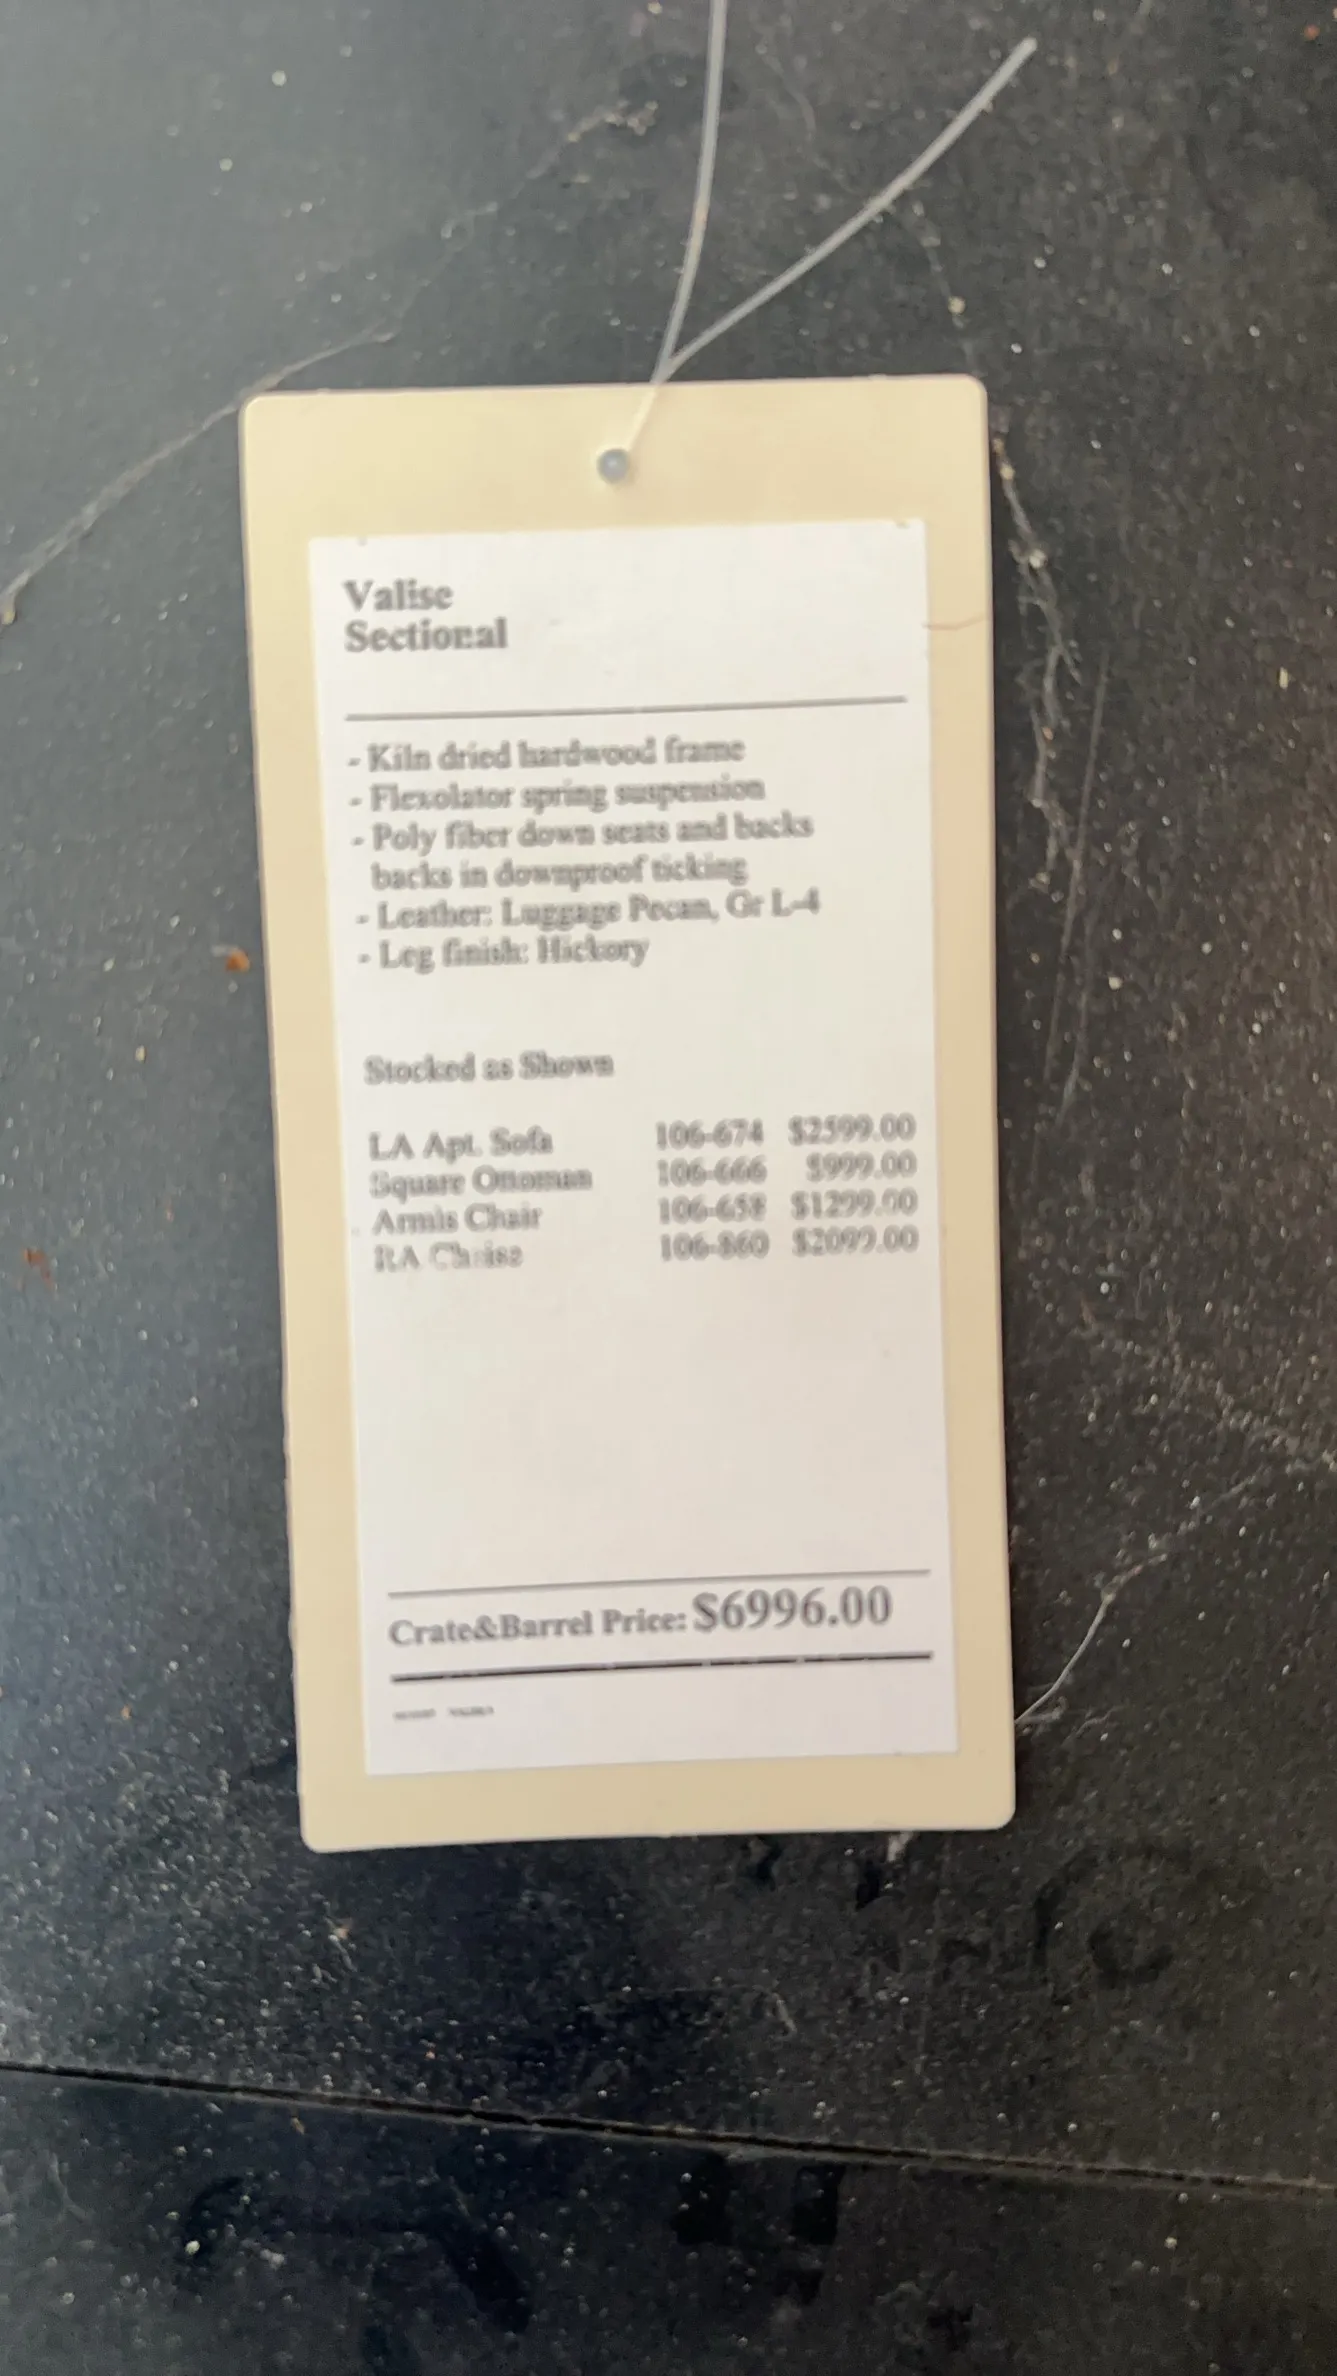 Valise
Sectional
- Kiln dried hardwood frame
- Flexolator spring suspension
- Poly fiber down seats and backs
backs in downproof ticking
- Leather: Luggage Pecan, Gr L-4
- Leg finish: Hickory
Stocked as Shown
LA Apt. Sofa 106-674 $2599.00
Square Ottoman 106-666 $999.00
Armls Chair 106-658 $1299.00
RA Chaise 106-860 $2099.00
Crate&Barrel Price: $6996.00